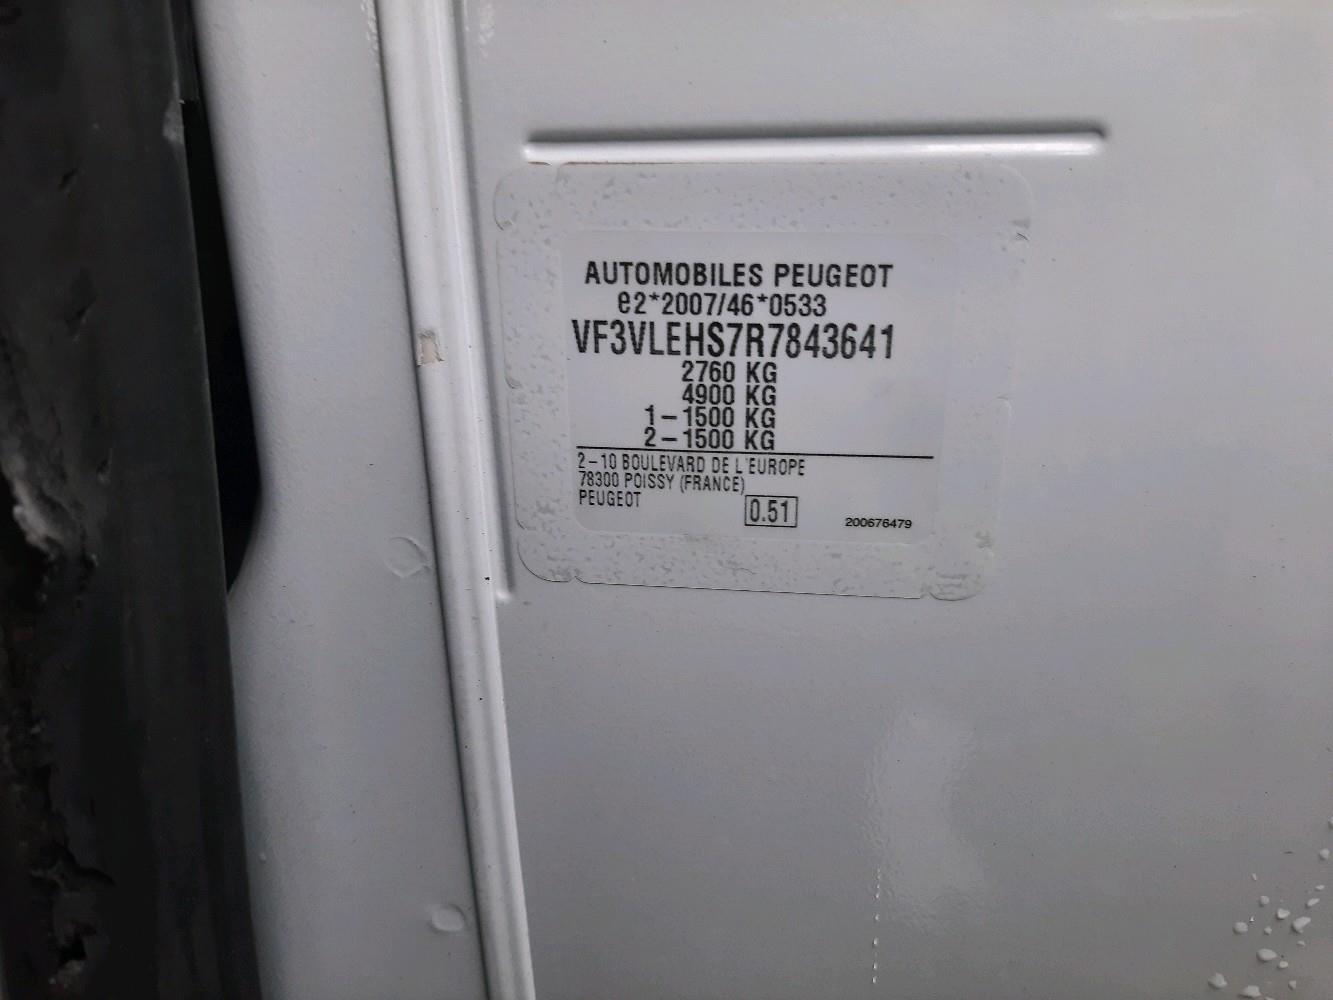 AUTOMOBILES PEUGEOT
e2*2007/46*0533
VF3VLEHS7R7843641
2760 KG
4900 KG
1-1500 KG
2-1500 KG
2-10 BOULEVARD DE L'EUROPE
78300 POISSY (FRANCE)
PEUGEOT
0.51
200676479